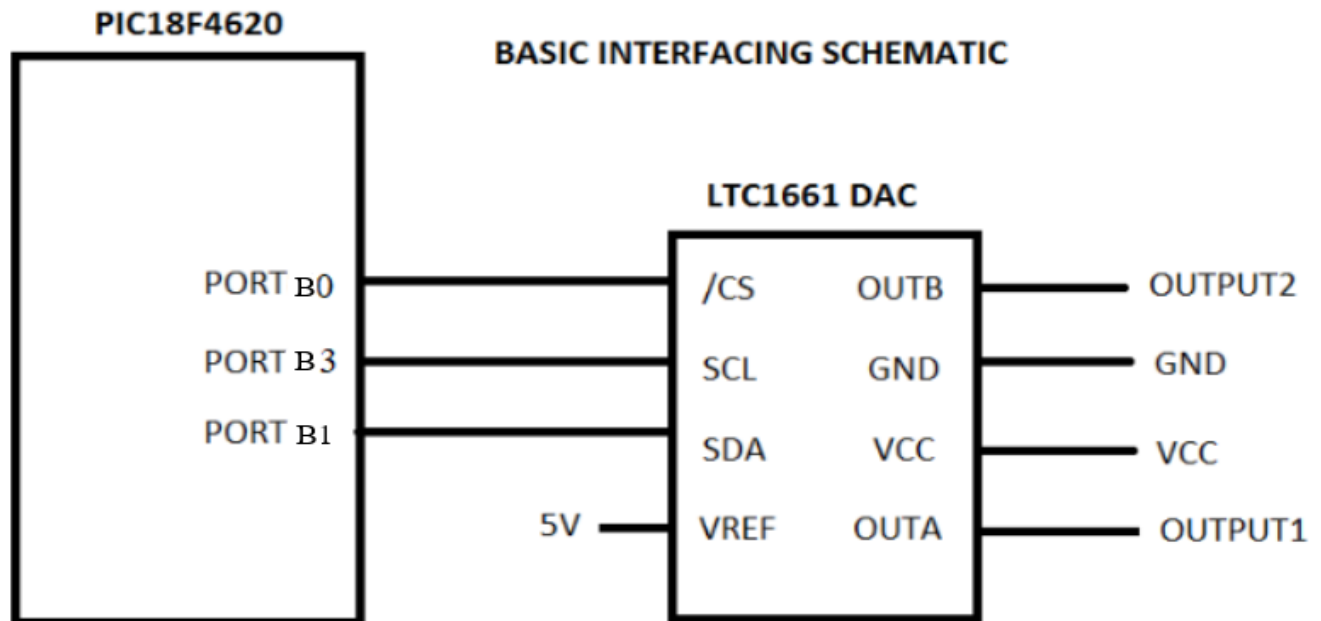 PIC18F4620
BASIC INTERFACING SCHEMATIC
LTC1661 DAC
PORT B0
PORT B3
PORT B1
5V
/CS
SCL
SDA
VREF
OUTB
GND
VCC
OUTA
OUTPUT2
GND
VCC
OUTPUT1